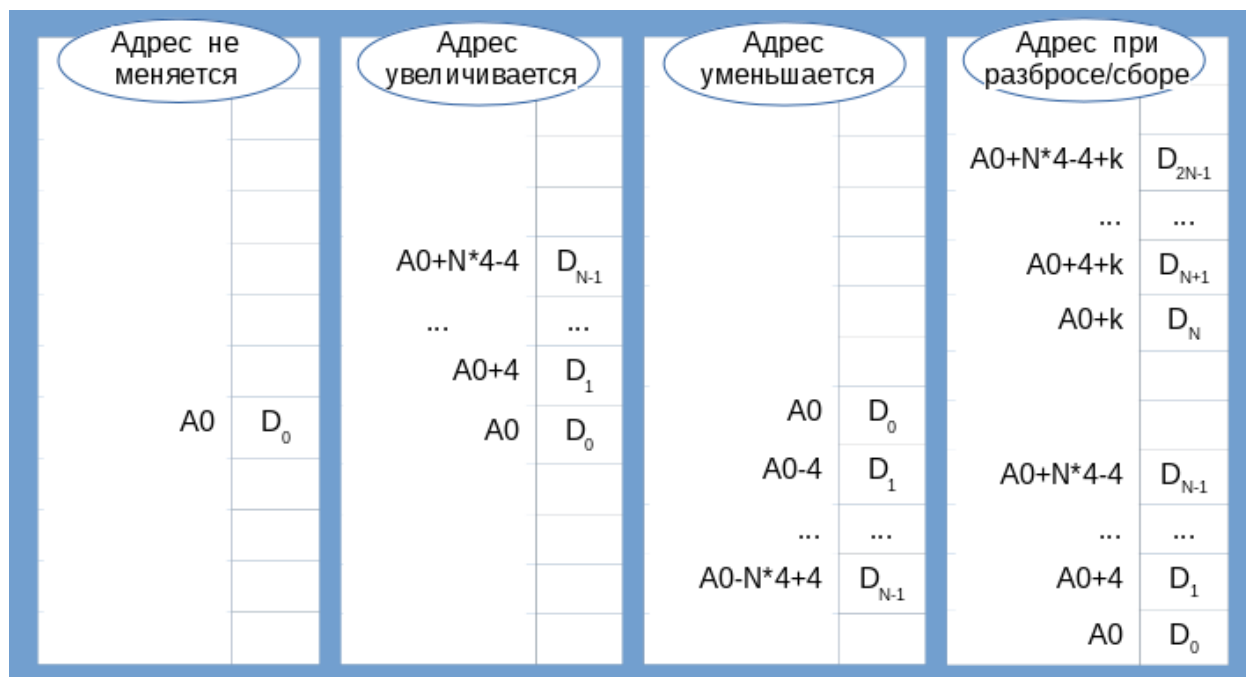 Адрес не
меняется
A0 D0
Адрес
увеличивается
A0+N*4-4 DN-1
... ...
A0+4 D1
A0 D0
Адрес
уменьшается
A0 D0
A0-4 D1
... ...
A0-N*4+4 DN-1
Адрес при
разбросе/сборе
A0+N*4-4+k D2N-1
... ...
A0+4+k DN+1
A0+k DN
A0+N*4-4 DN-1
... ...
A0+4 D1
A0 D0